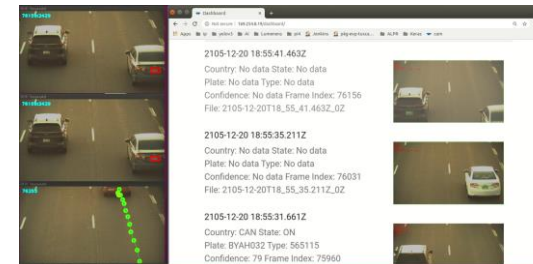 Dashboard
Not secure
Apps
2105-12-20 18:55:41.463Z
Country: No data State: No data
Plate: No data Type: No data
Confidence: No data Frame Index: 76156
File: 2105-12-20T18_55_41.463Z_0Z
2105-12-20 18:55:35.211Z
Country: No data State: No data
Plate: No data Type: No data
Confidence: No data Frame Index: 76031
File: 2105-12-20T18_55_35.211Z_0Z
2105-12-20 18:55:31.661Z
Country: CAN State: ON
Plate: BYAH032 Type: 565115
Confidence: 79 Frame Index: 75960